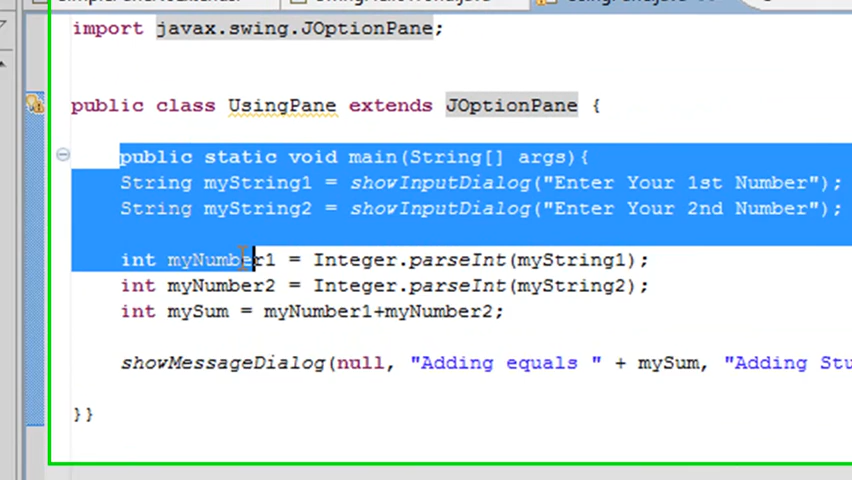 import javax.swing.JOptionPane;
public class UsingPane extends JOptionPane {
public static void main(String[] args){
String myString1 = showInputDialog("Enter Your 1st Number");
String myString2 = showInputDialog("Enter Your 2nd Number");
int myNumber1 = Integer.parseInt(myString1);
int myNumber2 = Integer.parseInt(myString2);
int mySum = myNumber1+myNumber2;
showMessageDialog(null, "Adding equals " + mySum, "Adding Stu
}}